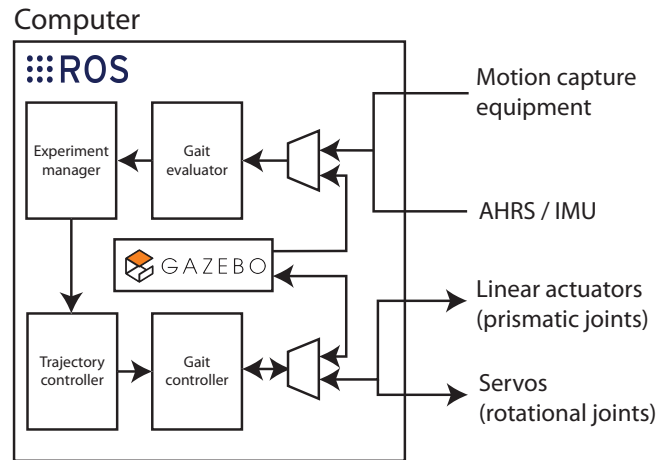 Computer
ROS
Motion capture
equipment
Experiment
manager
Gait
evaluator
AHRS / IMU
GAZEBO
Linear actuators
(prismatic joints)
Trajectory
controller
Gait
controller
Servos
(rotational joints)